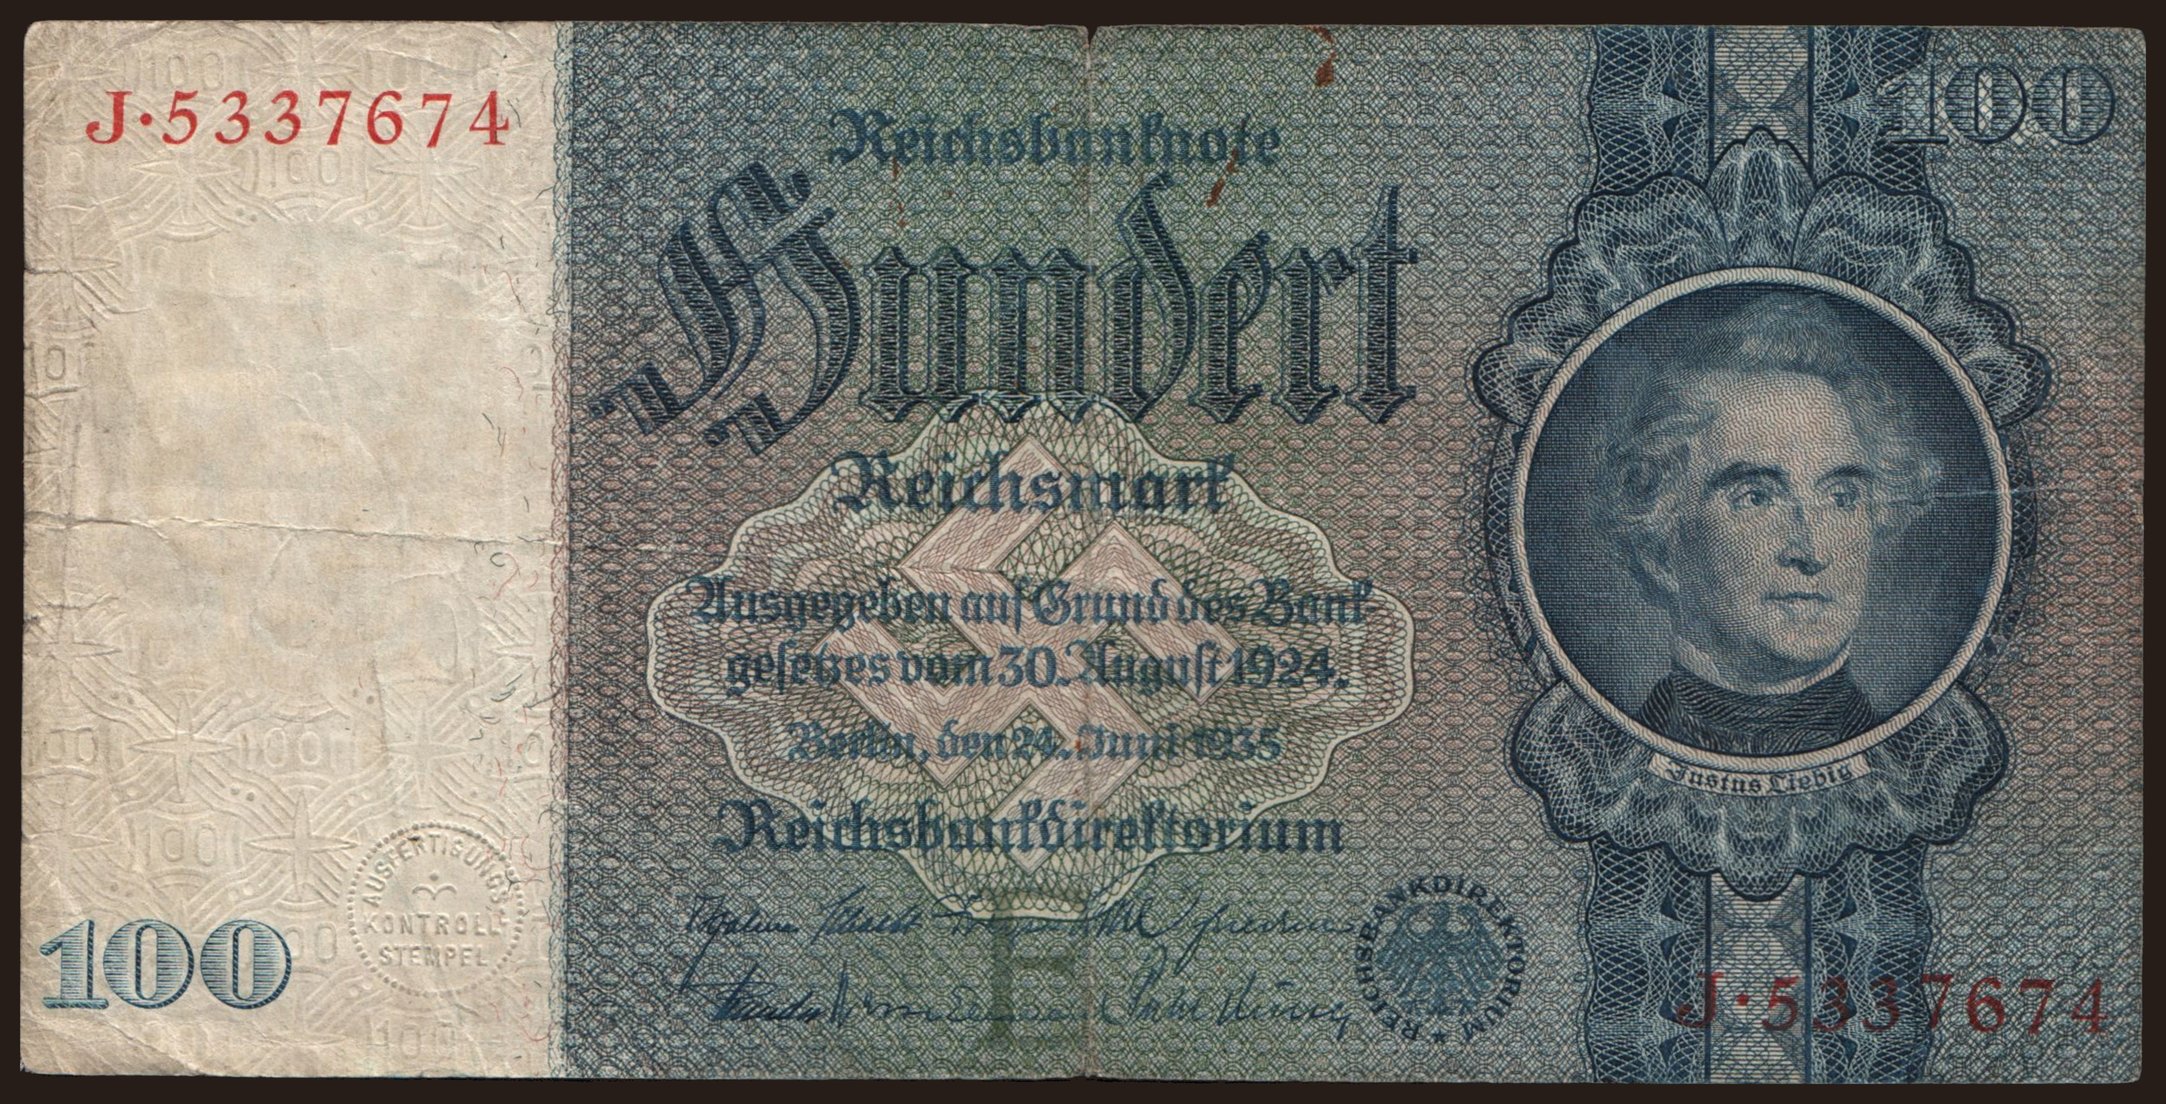 J·5337674
Reichsbanknote
100
Hundert
Reichsmark
Ausgegeben auf Grund des Bank-
gesetzes vom 30. August 1924.
Berlin, den 24. Juni 1935
Reichsbankdirektorium
Justus Liebig
AUSFERTIGUNGS-
KONTROLL-
STEMPEL
100
REICHSBANKDIREKTORIUM
J·5337674